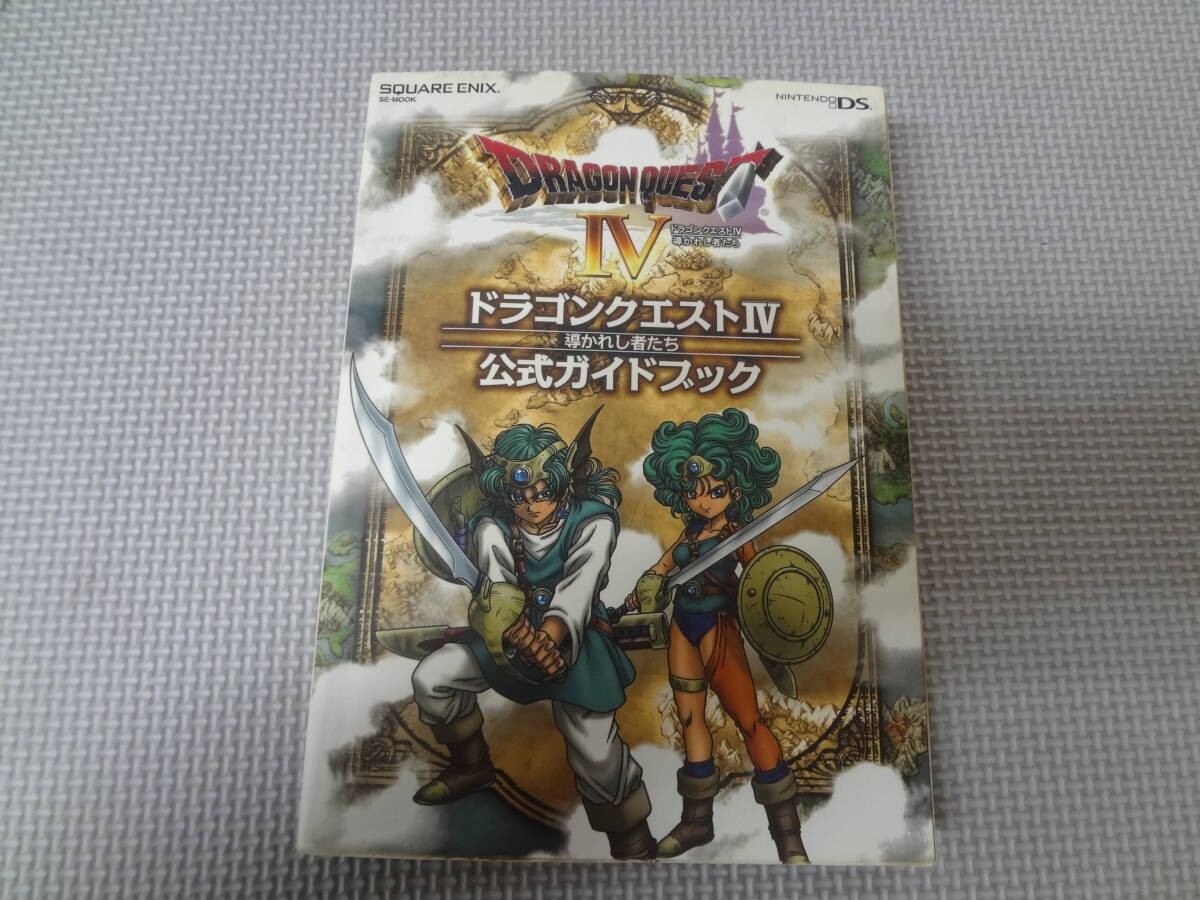 SQUARE ENIX.
SE-MOOK
NINTENDO DS.
DRAGON QUEST
IV
ドラゴンクエストIV
導かれし者たち
®
ドラゴンクエストⅣ
導かれし者たち
公式ガイドブック